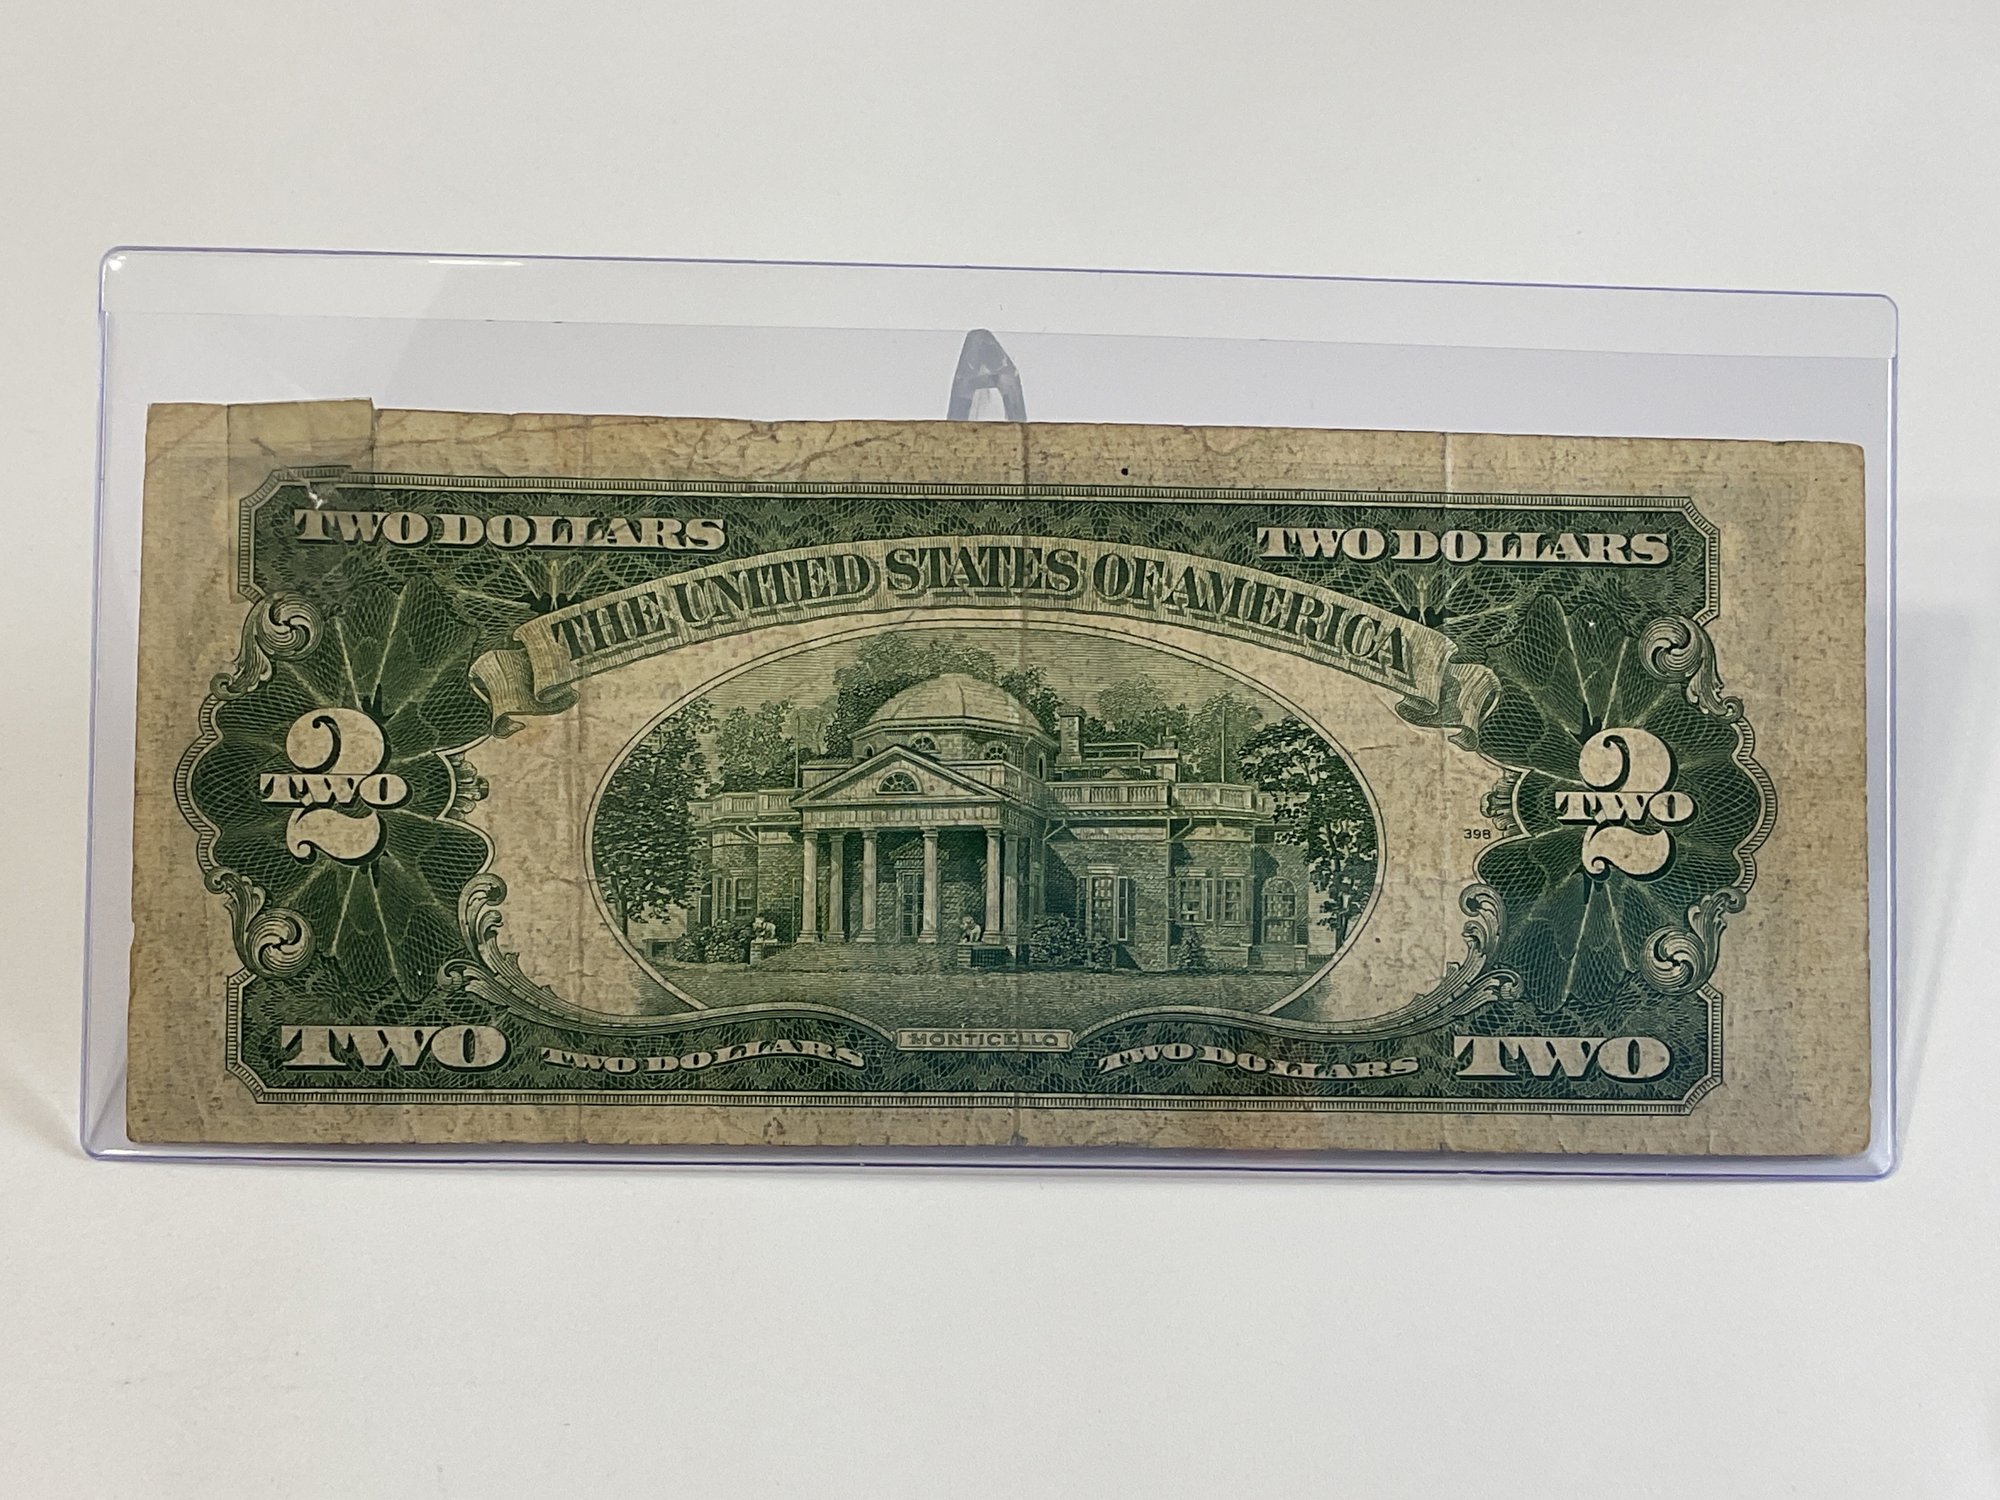 TWO DOLLARS TWO DOLLARS
THE UNITED STATES OF AMERICA
2 TWO 2 TWO
398
MONTICELLO
TWO TWO DOLLARS TWO DOLLARS TWO